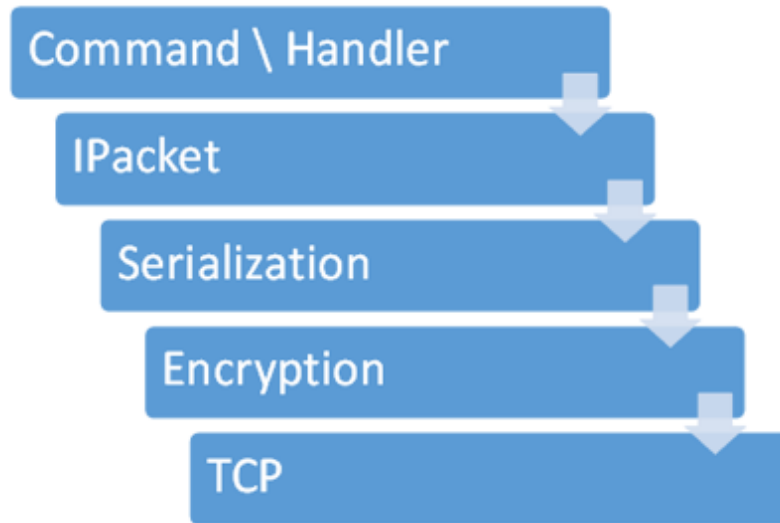 Command \ Handler
IPacket
Serialization
Encryption
TCP